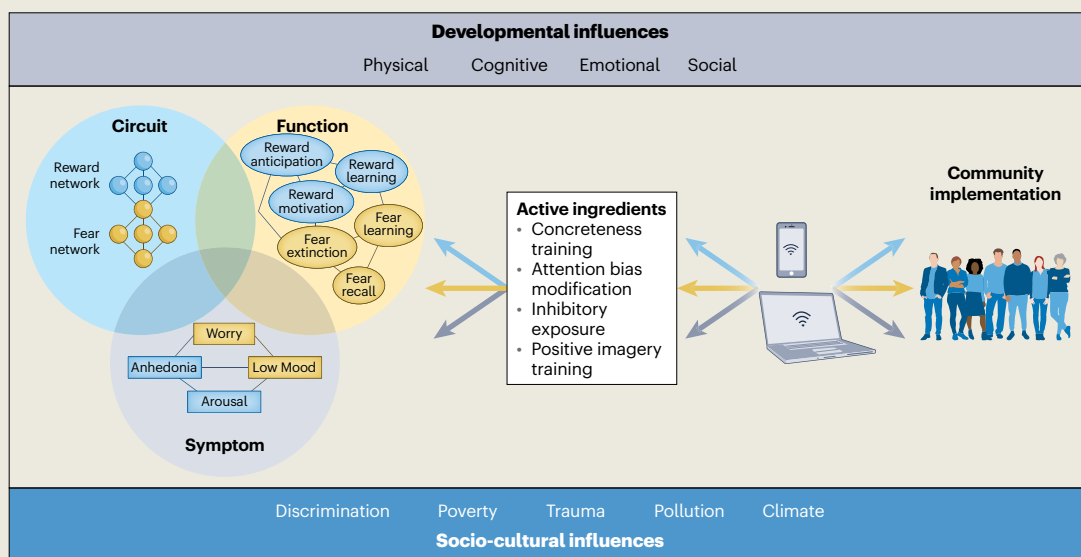 Developmental influences
Physical Cognitive Emotional Social
Circuit
Reward
network
Fear
network
Function
Reward
anticipation
Reward
learning
Reward
motivation
Fear
learning
Fear
extinction
Fear
recall
Worry
Anhedonia
Low Mood
Arousal
Symptom
Active ingredients
• Concreteness
training
• Attention bias
modification
• Inhibitory
exposure
• Positive imagery
training
Community
implementation
Discrimination Poverty Trauma Pollution Climate
Socio-cultural influences